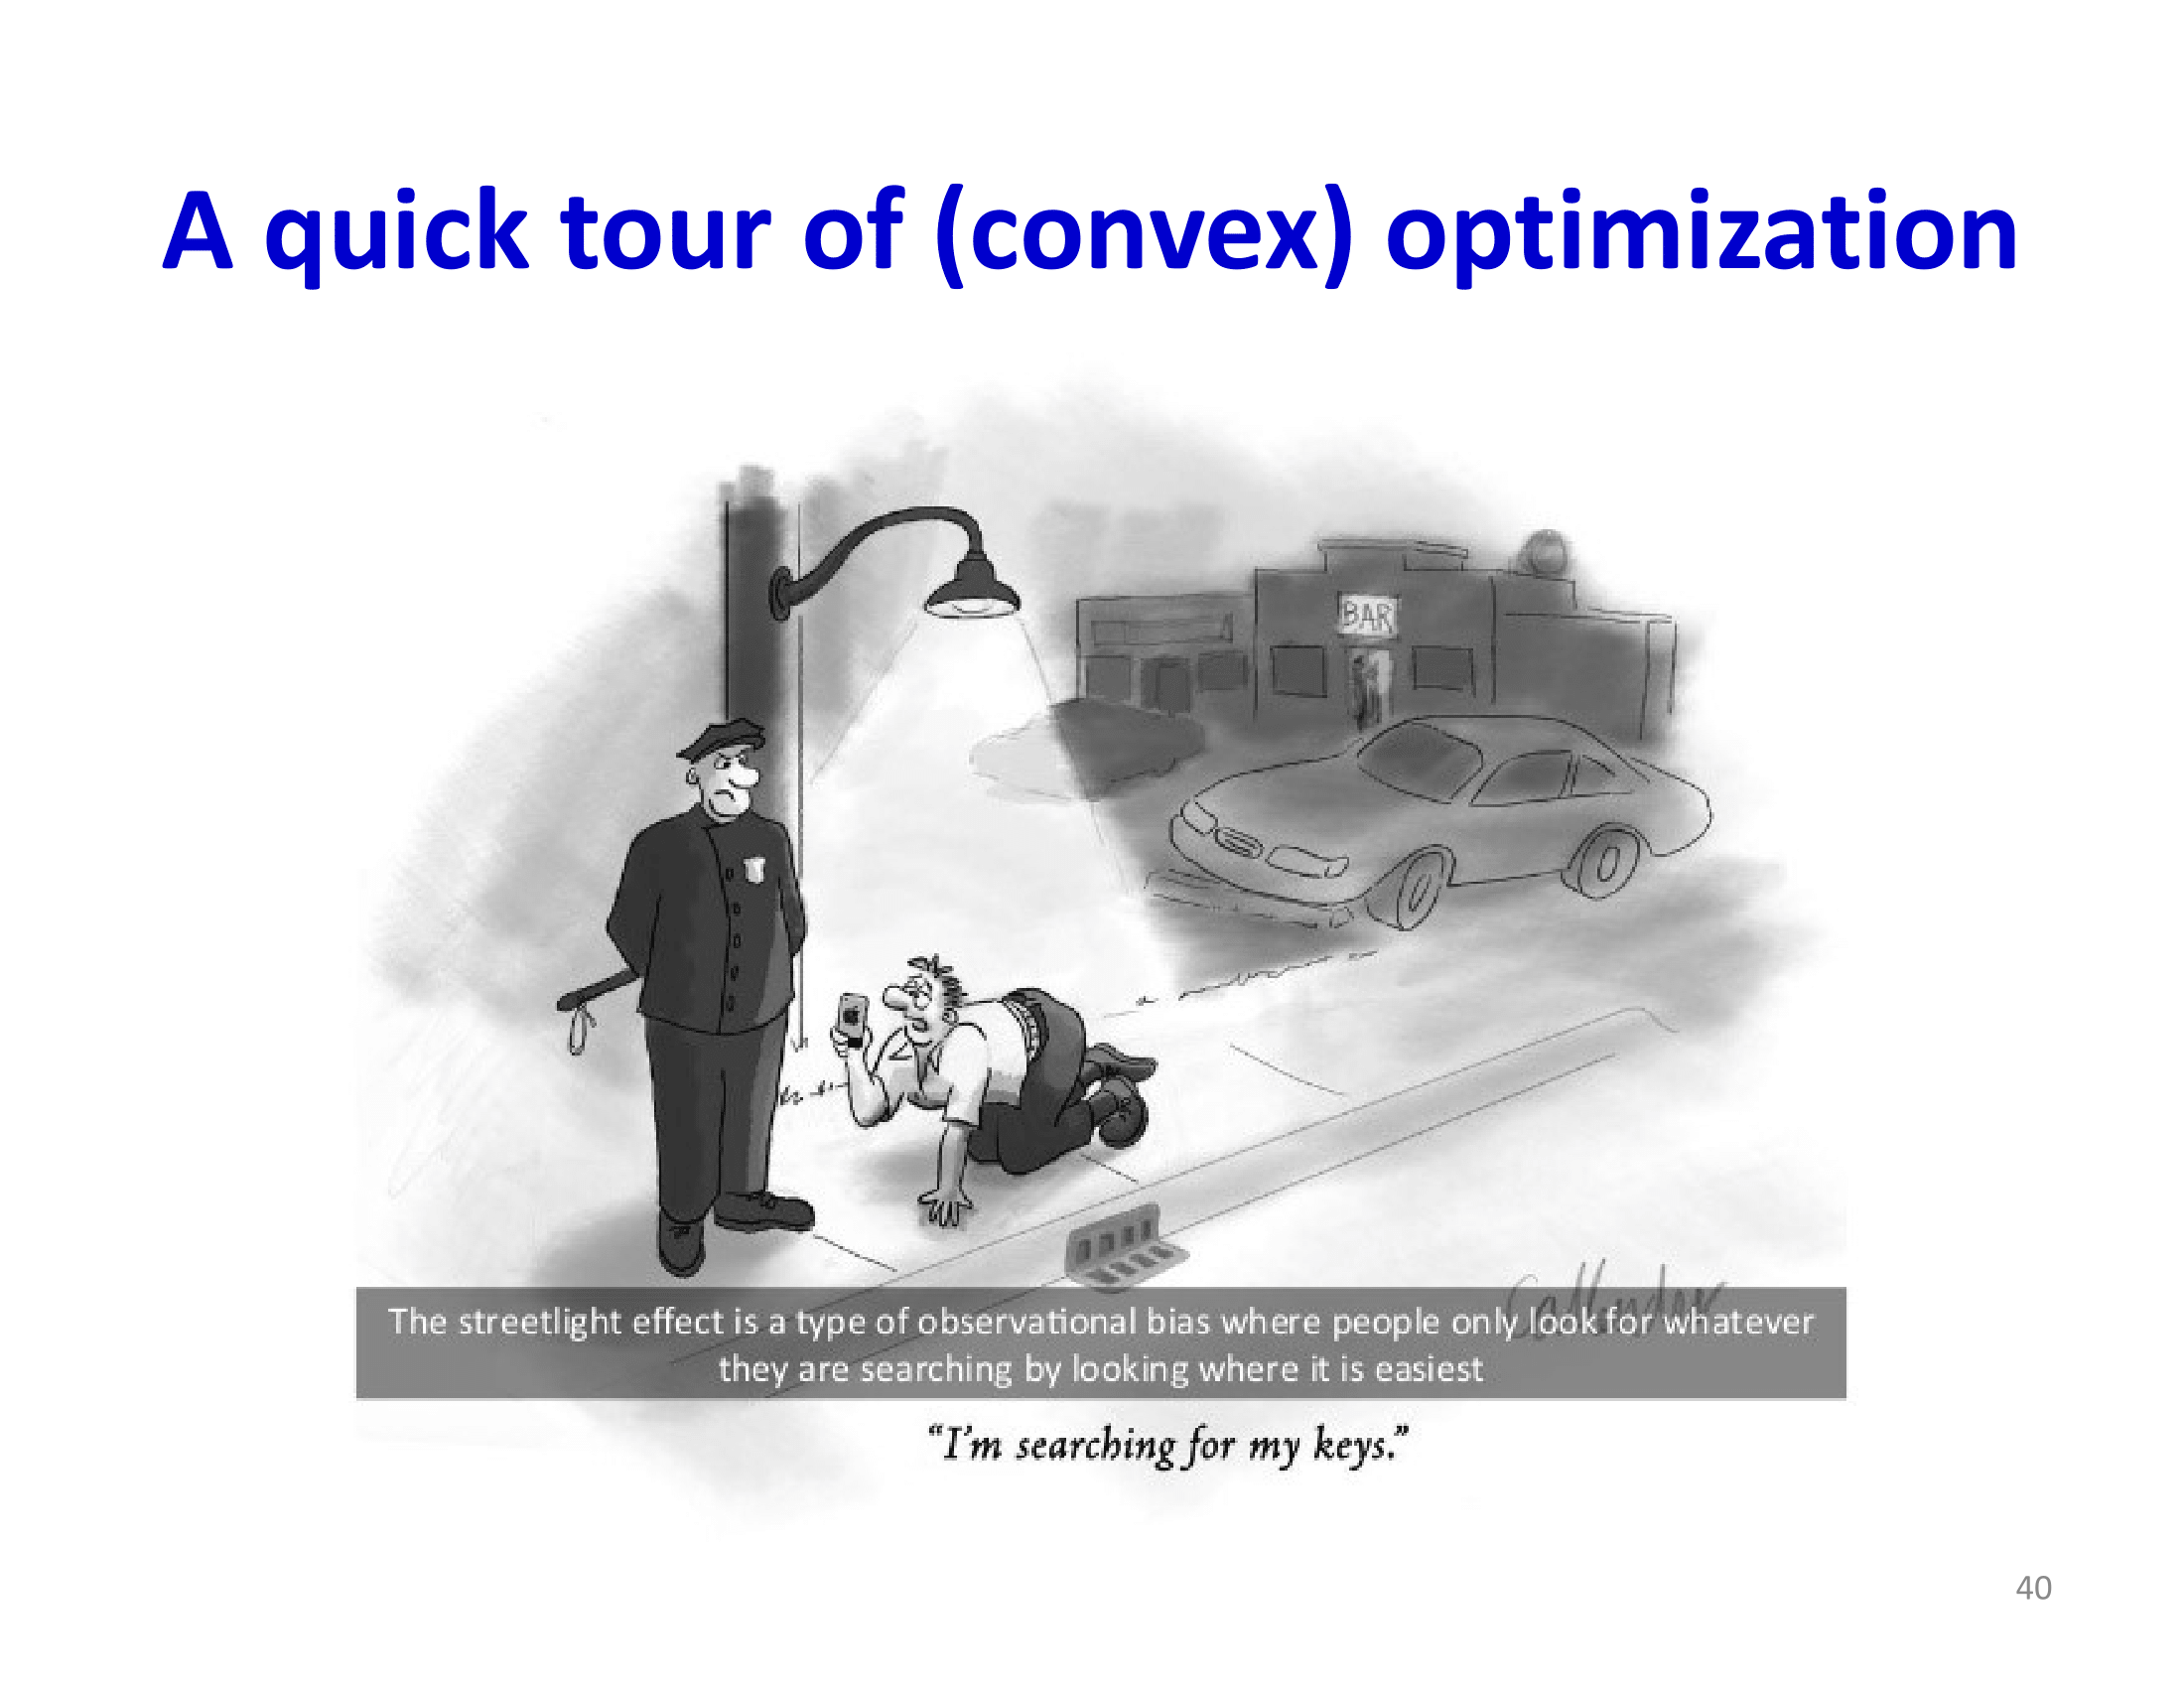 A quick tour of (convex) optimization
BAR
The streetlight effect is a type of observational bias where people only look for whatever
they are searching by looking where it is easiest
“I’m searching for my keys.”
40